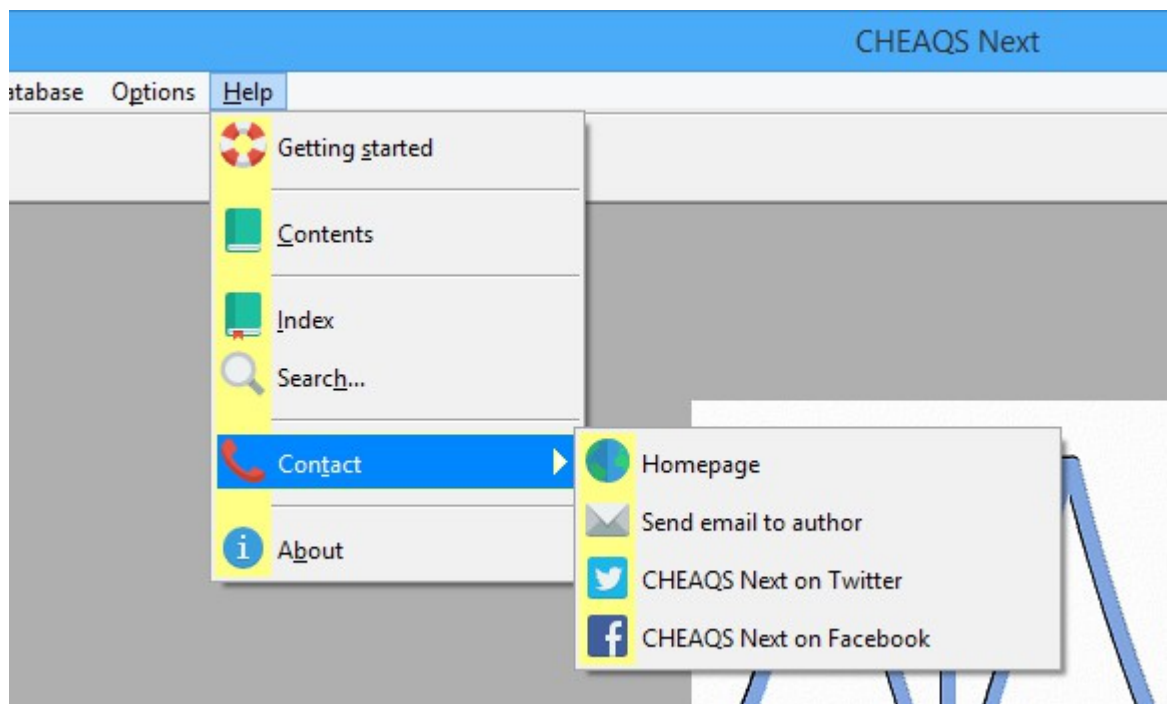 CHEAQS Next
atabase Options Help
Getting started
Contents
Index
Search...
Contact
Homepage
Send email to author
CHEAQS Next on Twitter
CHEAQS Next on Facebook
About